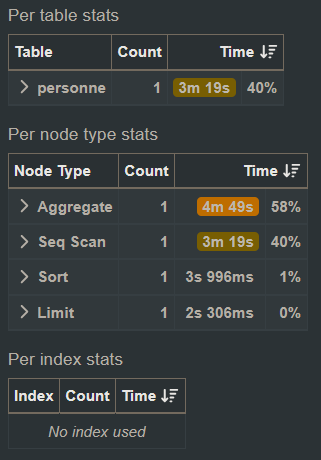 Per table stats
Table Count Time
personne 1 3m 19s 40%
Per node type stats
Node Type Count Time
Aggregate 1 4m 49s 58%
Seq Scan 1 3m 19s 40%
Sort 1 3s 996ms 1%
Limit 1 2s 306ms 0%
Per index stats
Index Count Time
No index used